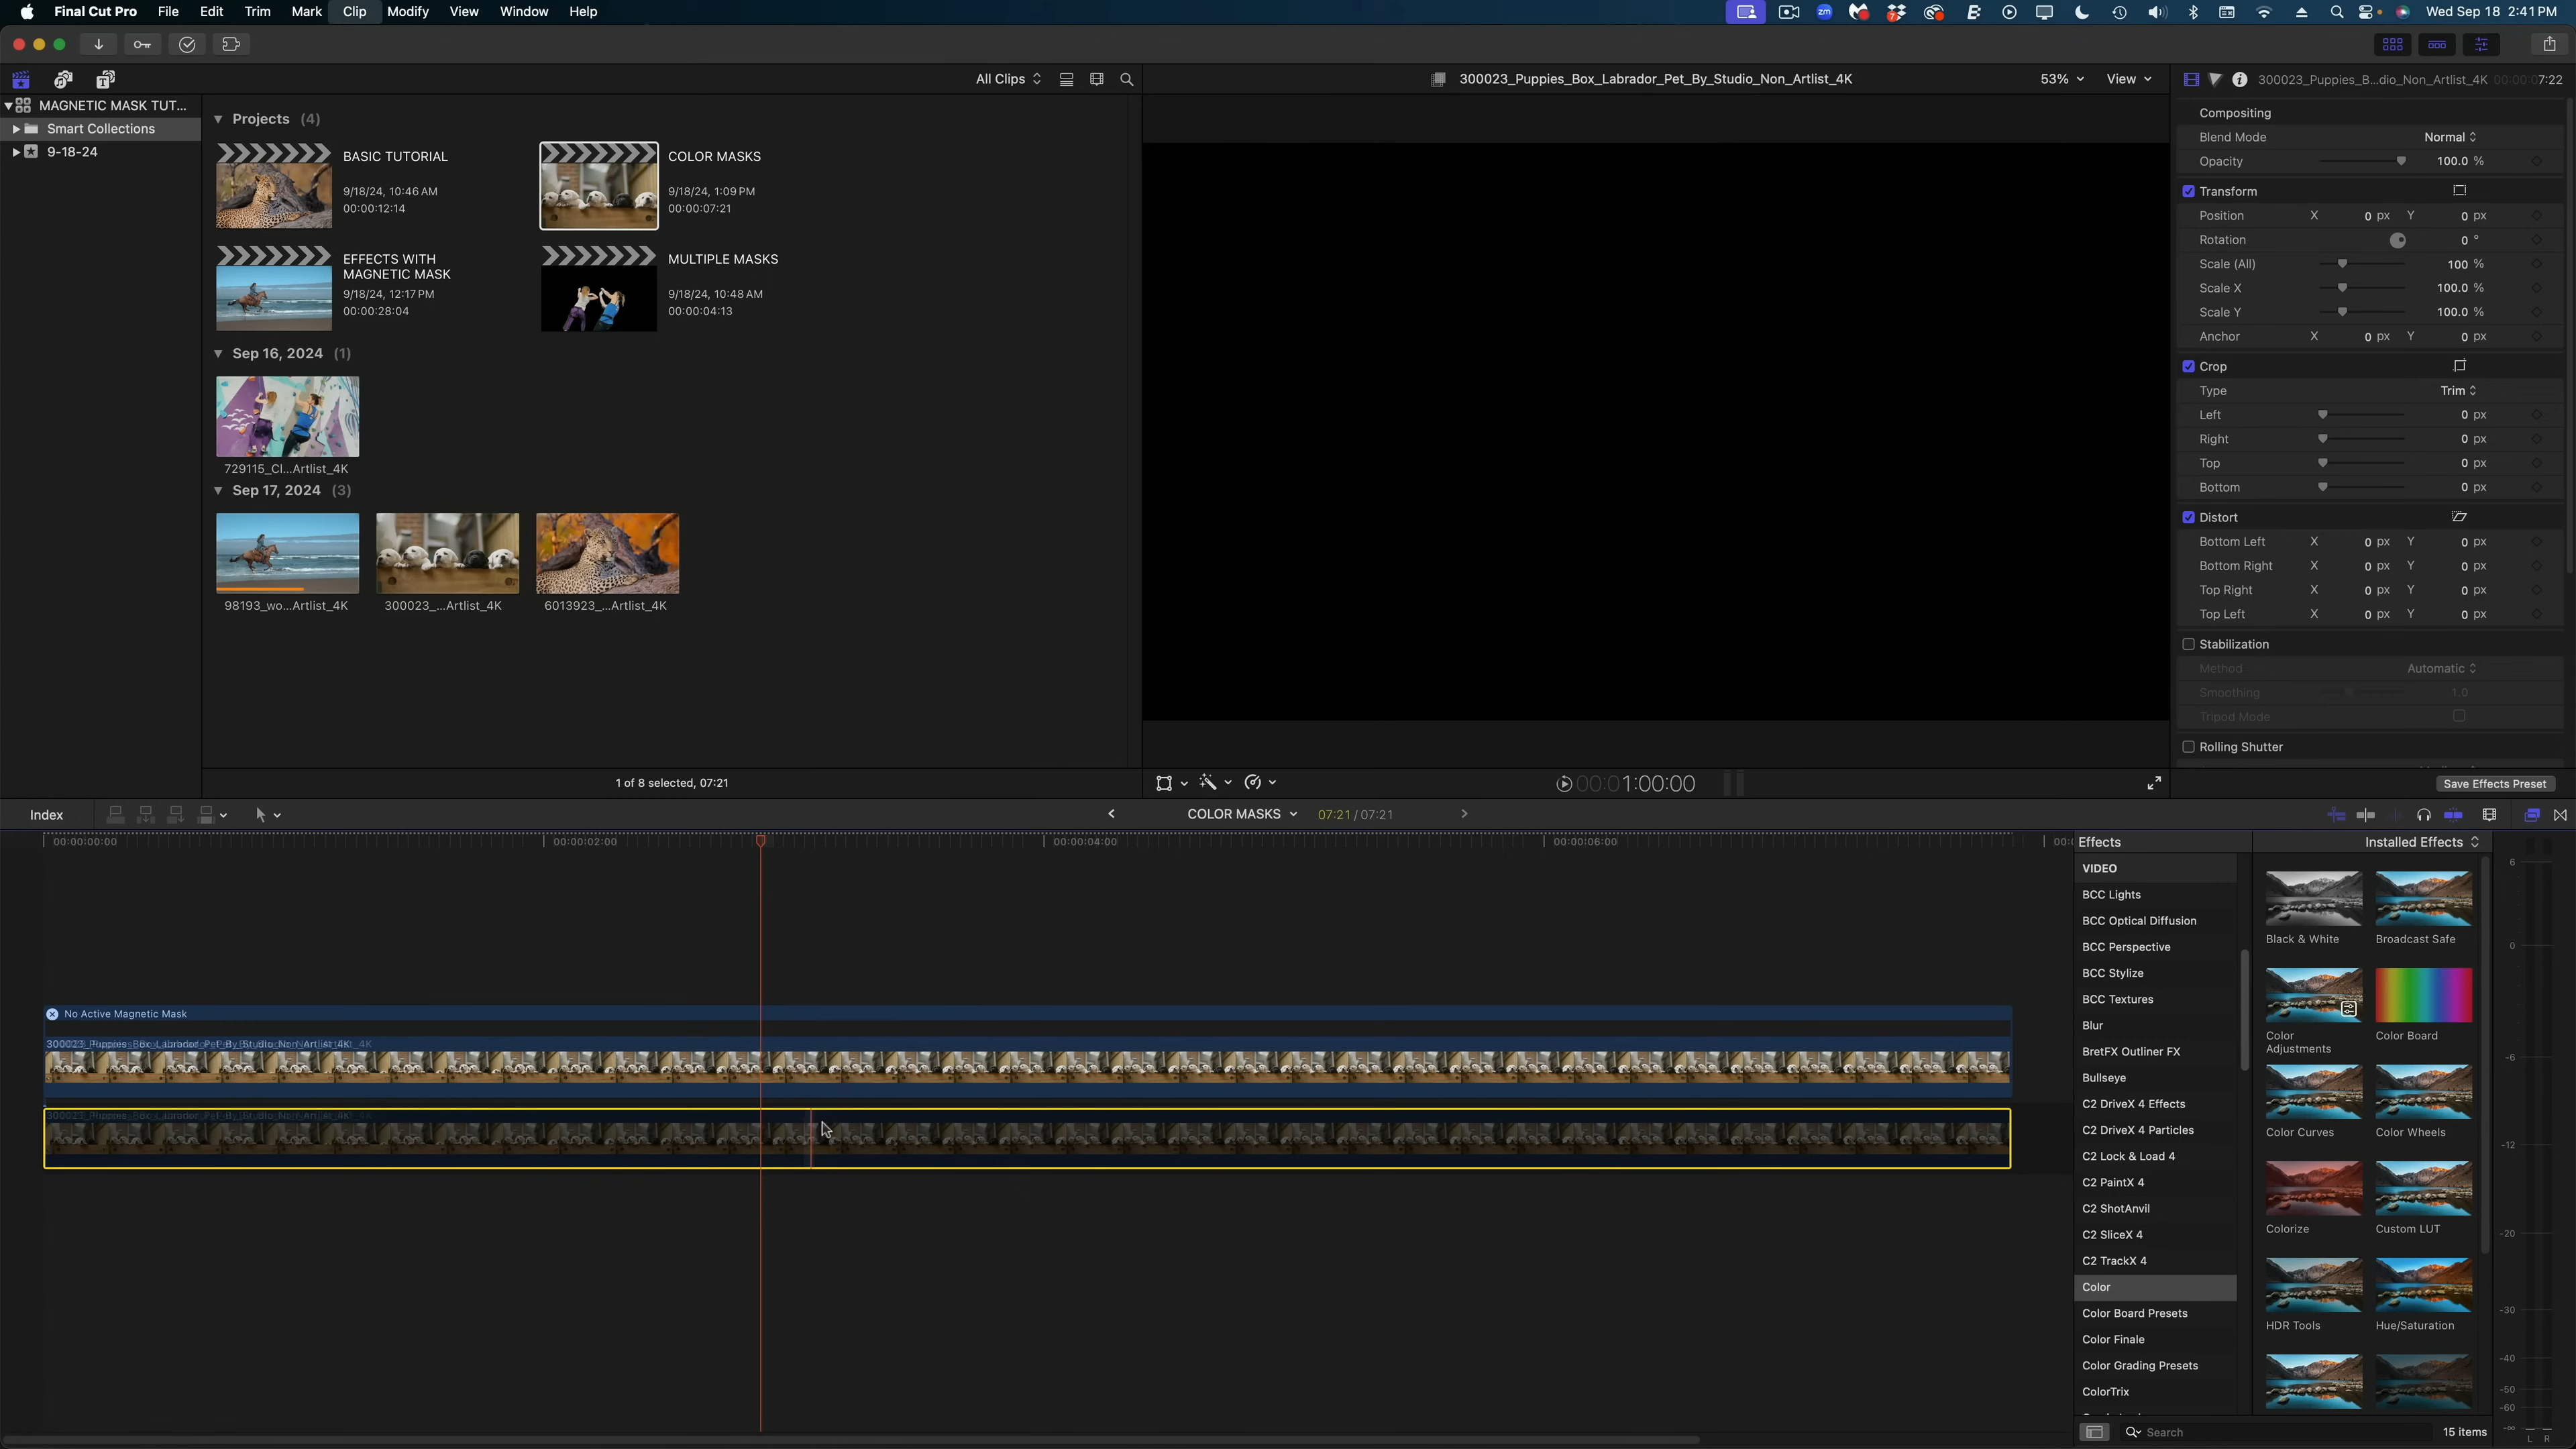 Final Cut Pro File Edit Trim Mark Clip Modify View Window Help Wed Sep 18 2:41 PM
All Clips 300023_Puppies_Box_Labrador_Pet_By_Studio_Non_Artlist_4K 53% View 300023_Puppies_B...dio_Non_Artlist_4K 00:00:07:22
MAGNETIC MASK TUT...
Smart Collections
9-18-24
Projects (4)
BASIC TUTORIAL
9/18/24, 10:46 AM
00:00:12:14
COLOR MASKS
9/18/24, 1:09 PM
00:00:07:21
EFFECTS WITH
MAGNETIC MASK
9/18/24, 12:17 PM
00:00:28:04
MULTIPLE MASKS
9/18/24, 10:48 AM
00:00:04:13
Sep 16, 2024 (1)
729115_Cl...Artlist_4K
Sep 17, 2024 (3)
98193_wo...Artlist_4K 300023_...Artlist_4K 6013923_...Artlist_4K
1 of 8 selected, 07:21
00:00:01:00:00
Compositing
Blend Mode Normal
Opacity 100.0 %
Transform
Position X 0 px Y 0 px
Rotation 0 °
Scale (All) 100 %
Scale X 100.0 %
Scale Y 100.0 %
Anchor X 0 px Y 0 px
Crop
Type Trim
Left 0 px
Right 0 px
Top 0 px
Bottom 0 px
Distort
Bottom Left X 0 px Y 0 px
Bottom Right X 0 px Y 0 px
Top Right X 0 px Y 0 px
Top Left X 0 px Y 0 px
Stabilization
Method Automatic
Smoothing 1.0
Tripod Mode
Rolling Shutter
Save Effects Preset
Index COLOR MASKS 07:21 / 07:21
00:00:00:00 00:00:02:00 00:00:04:00 00:00:06:00
No Active Magnetic Mask
300023_Puppies_Box_Labrador_Pet_By_Studio_Non_Artlist_4K
300023_Puppies_Box_Labrador_Pet_By_Studio_Non_Artlist_4K
Effects Installed Effects
VIDEO
BCC Lights
BCC Optical Diffusion
BCC Perspective
BCC Stylize
BCC Textures
Blur
BretFX Outliner FX
Bullseye
C2 DriveX 4 Effects
C2 DriveX 4 Particles
C2 Lock & Load 4
C2 PaintX 4
C2 ShotAnvil
C2 SliceX 4
C2 TrackX 4
Color
Color Board Presets
Color Finale
Color Grading Presets
ColorTrix
Black & White Broadcast Safe
Color
Adjustments
Color Board
Color Curves Color Wheels
Colorize Custom LUT
HDR Tools Hue/Saturation
Search 15 items
6
0
-6
-12
-20
-30
-40
-50
-60
-∞
L R